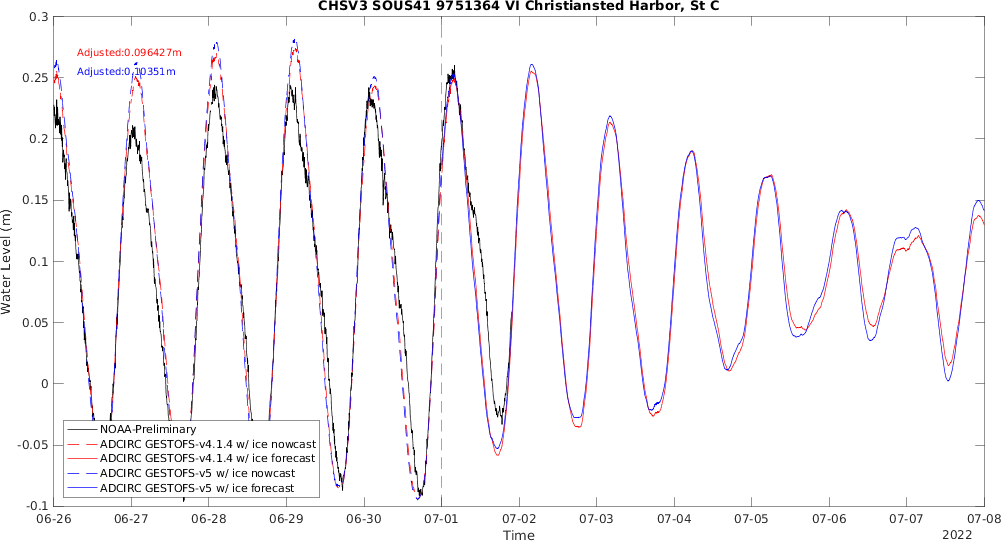 CHSV3 SOUS41 9751364 VI Christiansted Harbor, St C
0.3
0.25
0.2
0.15
0.1
0.05
0
-0.05
-0.1
Water Level (m)
Adjusted:0.096427m
Adjusted:0.10351m
NOAA-Preliminary
ADCIRC GESTOFS-v4.1.4 w/ ice nowcast
ADCIRC GESTOFS-v4.1.4 w/ ice forecast
ADCIRC GESTOFS-v5 w/ ice nowcast
ADCIRC GESTOFS-v5 w/ ice forecast
06-26 06-27 06-28 06-29 06-30 07-01 07-02 07-03 07-04 07-05 07-06 07-07 07-08
Time
2022